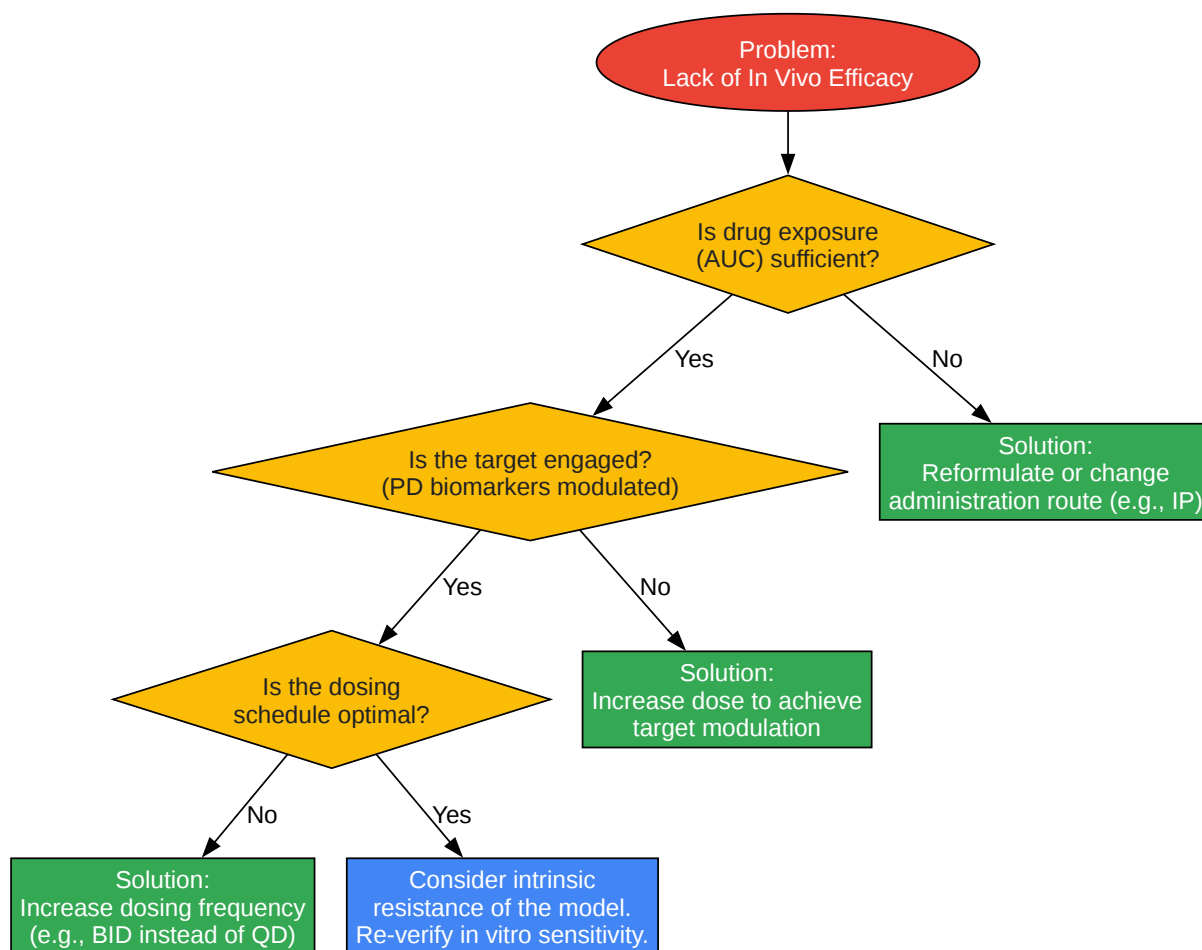 Problem:
Lack of In Vivo Efficacy
Is drug exposure
(AUC) sufficient?
Yes
No
Is the target engaged?
(PD biomarkers modulated)
Solution:
Reformulate or change
administration route (e.g., IP)
Yes
No
Is the dosing
schedule optimal?
Solution:
Increase dose to achieve
target modulation
No
Yes
Solution:
Increase dosing frequency
(e.g., BID instead of QD)
Consider intrinsic
resistance of the model.
Re-verify in vitro sensitivity.